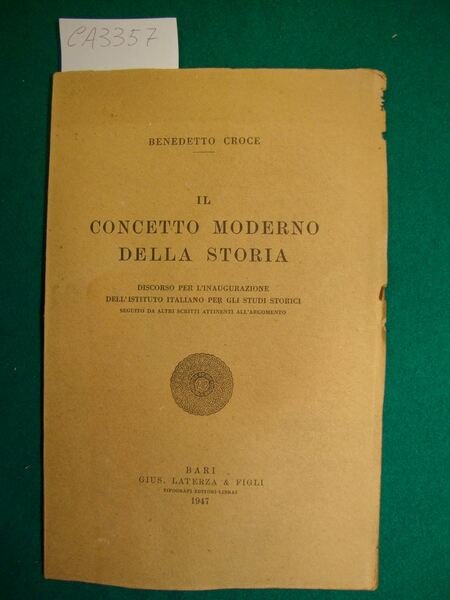 CA3357
BENEDETTO CROCE
IL
CONCETTO MODERNO
DELLA STORIA
DISCORSO PER L'INAUGURAZIONE
DELL'ISTITUTO ITALIANO PER GLI STUDI STORICI
SEGUITO DA ALTRI SCRITTI ATTINENTI ALL'ARGOMENTO
BARI
GIUS. LATERZA & FIGLI
TIPOGRAFI EDITORI LIBRAI
1947